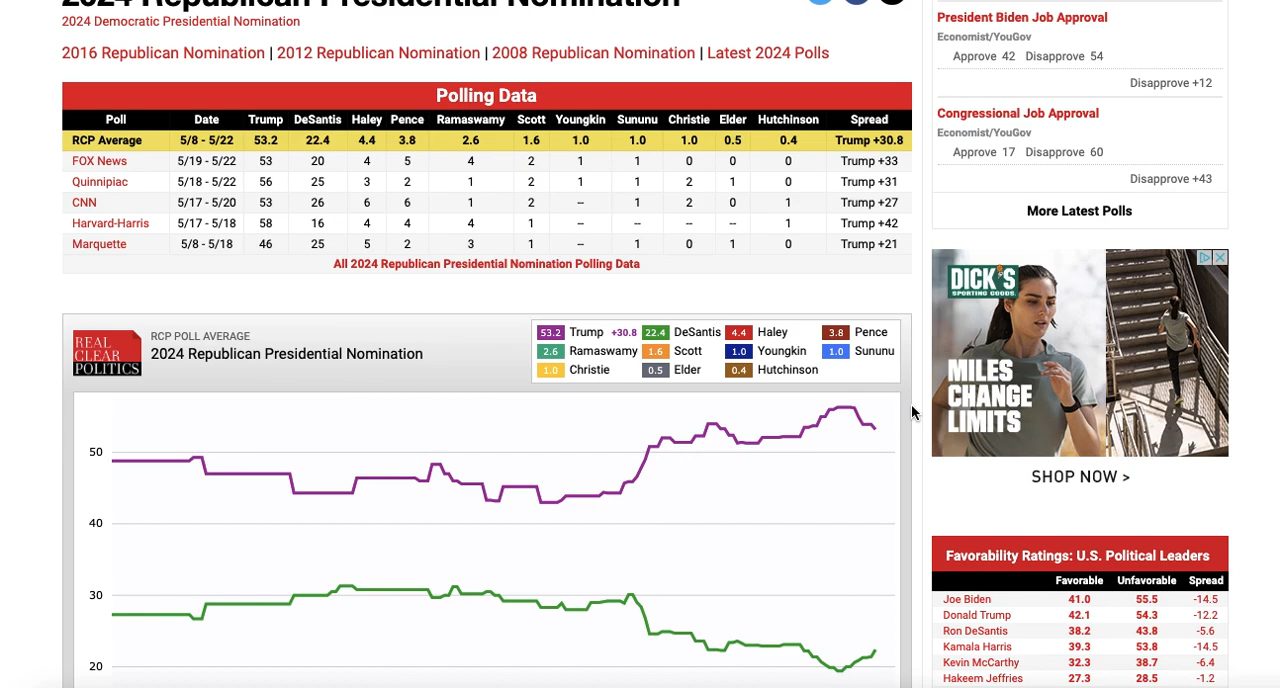 2024 Republican Presidential Nomination
2024 Democratic Presidential Nomination
2016 Republican Nomination | 2012 Republican Nomination | 2008 Republican Nomination | Latest 2024 Polls
Polling Data
Poll Date Trump DeSantis Haley Pence Ramaswamy Scott Youngkin Sununu Christie Elder Hutchinson Spread
RCP Average 5/8 - 5/22 53.2 22.4 4.4 3.8 2.6 1.6 1.0 1.0 1.0 0.5 0.4 Trump +30.8
FOX News 5/19 - 5/22 53 20 4 5 4 2 1 1 0 0 0 Trump +33
Quinnipiac 5/18 - 5/22 56 25 3 2 1 2 1 1 2 1 0 Trump +31
CNN 5/17 - 5/20 53 26 6 6 1 2 -- 1 2 0 1 Trump +27
Harvard-Harris 5/17 - 5/18 58 16 4 4 4 1 -- -- -- -- -- Trump +42
Marquette 5/8 - 5/18 46 25 5 2 3 1 -- 1 0 1 0 Trump +21
All 2024 Republican Presidential Nomination Polling Data
REAL
CLEAR
POLITICS
RCP POLL AVERAGE
2024 Republican Presidential Nomination
53.2 Trump +30.8 22.4 DeSantis 4.4 Haley 3.8 Pence
2.6 Ramaswamy 1.6 Scott 1.0 Youngkin 1.0 Sununu
1.0 Christie 0.5 Elder 0.4 Hutchinson
50
40
30
20
President Biden Job Approval
Economist/YouGov
Approve 42 Disapprove 54
Disapprove +12
Congressional Job Approval
Economist/YouGov
Approve 17 Disapprove 60
Disapprove +43
More Latest Polls
DICK'S
SPORTING GOODS
MILES
CHANGE
LIMITS
SHOP NOW >
Favorability Ratings: U.S. Political Leaders
Favorable Unfavorable Spread
Joe Biden 41.0 55.5 -14.5
Donald Trump 42.1 54.3 -12.2
Ron DeSantis 38.2 43.8 -5.6
Kamala Harris 39.3 53.8 -14.5
Kevin McCarthy 32.3 38.7 -6.4
Hakeem Jeffries 27.3 28.5 -1.2